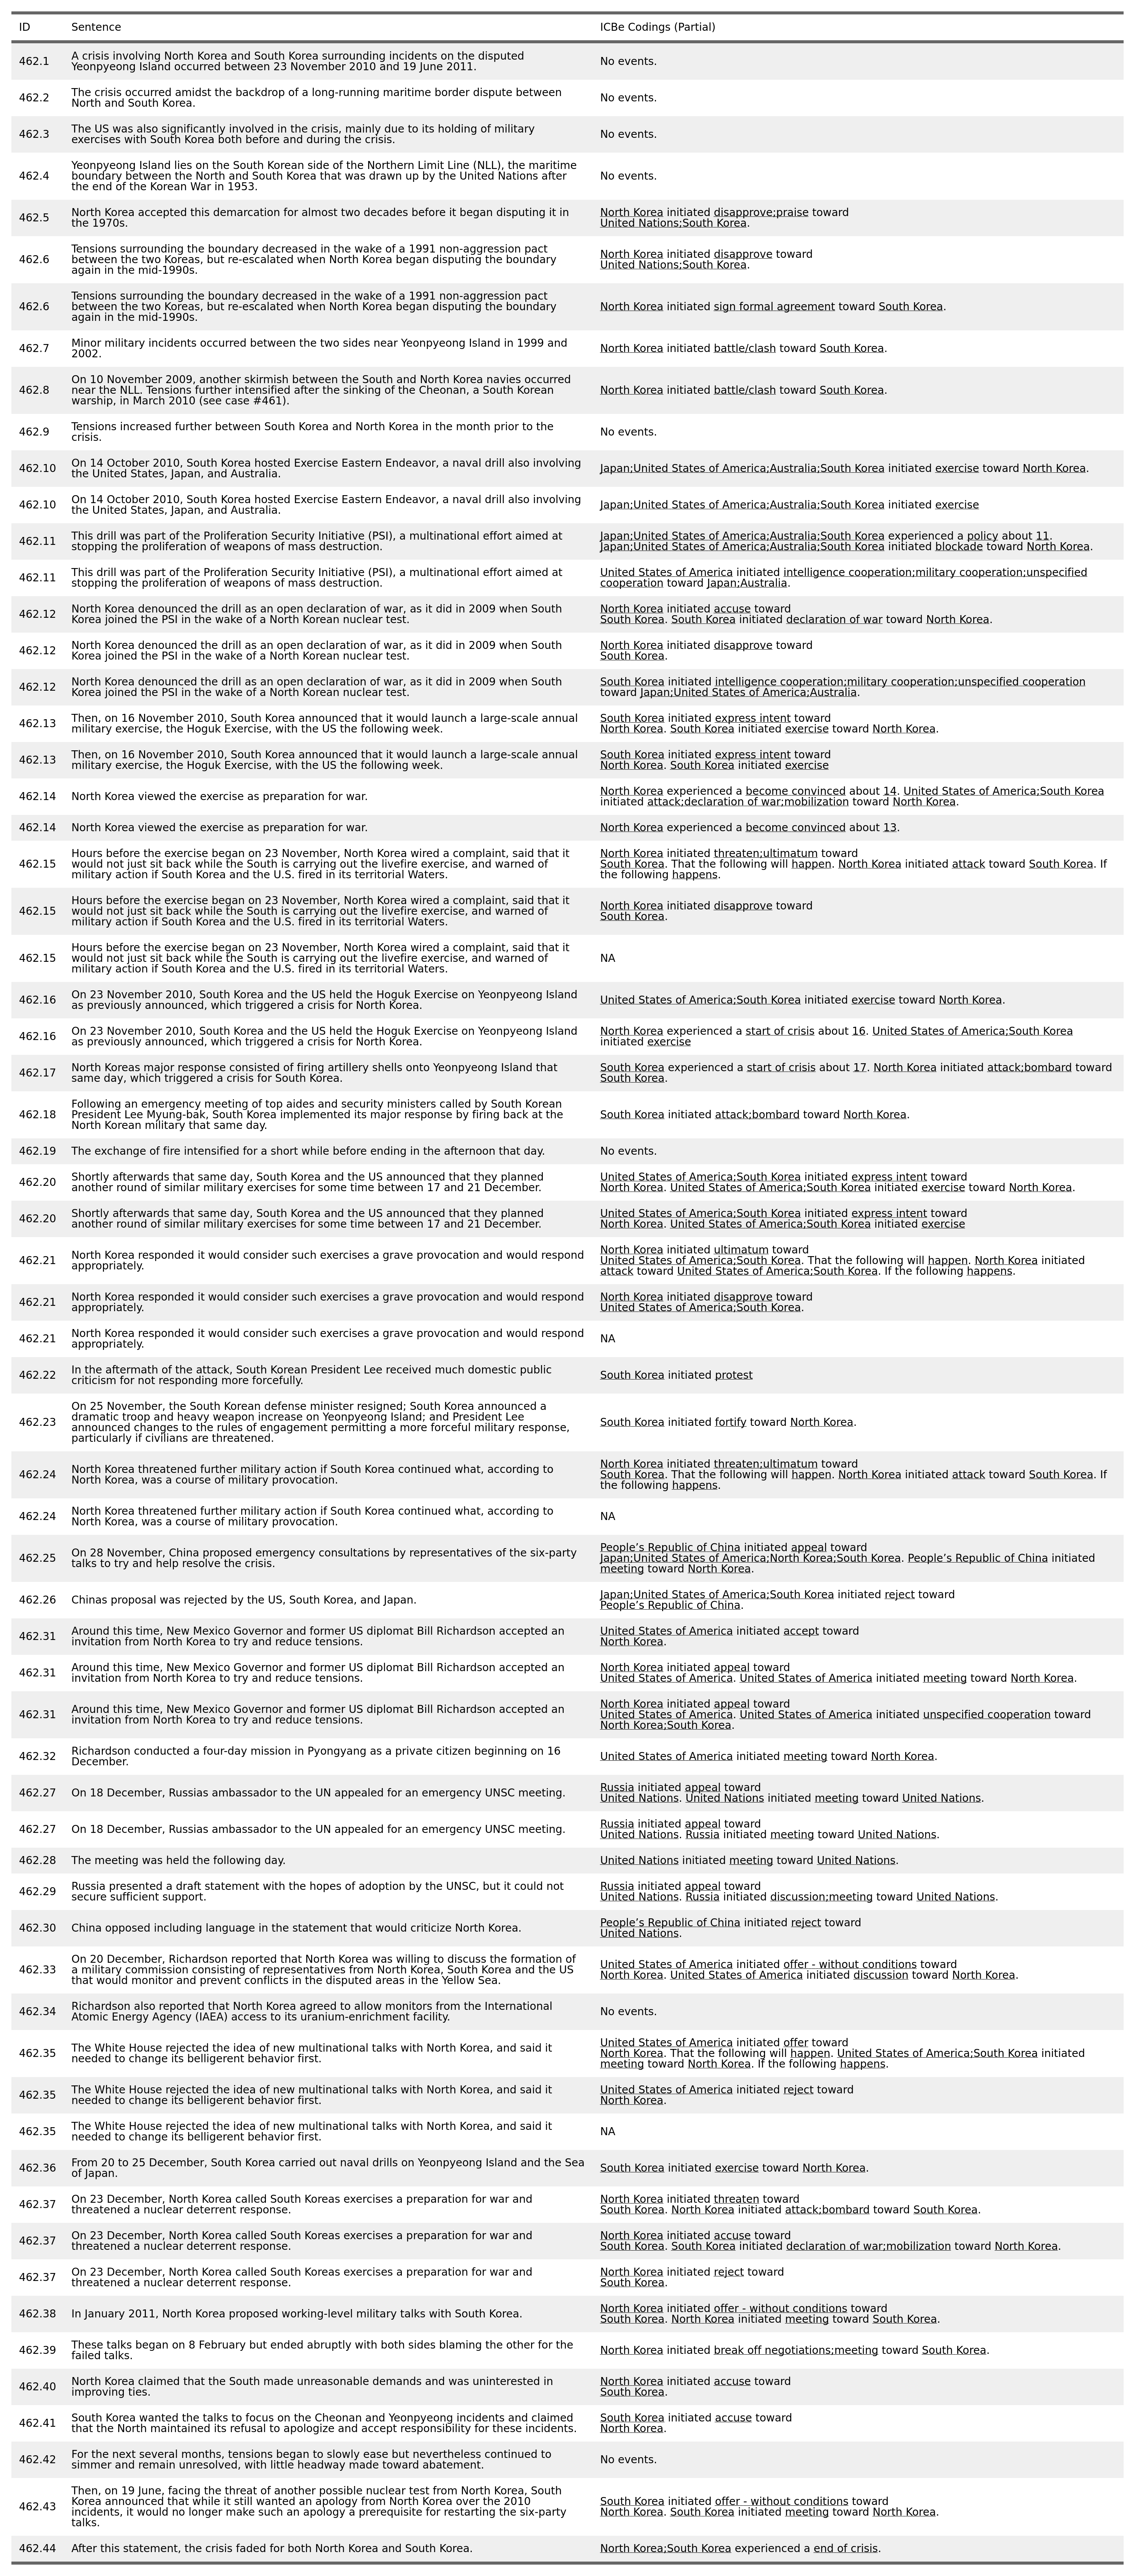 ID Sentence ICBe Codings (Partial)
462.1 A crisis involving North Korea and South Korea surrounding incidents on the disputed
Yeonpyeong Island occurred between 23 November 2010 and 19 June 2011.
No events.
462.2 The crisis occurred amidst the backdrop of a long-running maritime border dispute between
North and South Korea.
No events.
462.3 The US was also significantly involved in the crisis, mainly due to its holding of military
exercises with South Korea both before and during the crisis.
No events.
462.4 Yeonpyeong Island lies on the South Korean side of the Northern Limit Line (NLL), the maritime
boundary between the North and South Korea that was drawn up by the United Nations after
the end of the Korean War in 1953.
No events.
462.5 North Korea accepted this demarcation for almost two decades before it began disputing it in
the 1970s.
North Korea initiated disapprove;praise toward
United Nations;South Korea.
462.6 Tensions surrounding the boundary decreased in the wake of a 1991 non-aggression pact
between the two Koreas, but re-escalated when North Korea began disputing the boundary
again in the mid-1990s.
North Korea initiated disapprove toward
United Nations;South Korea.
462.6 Tensions surrounding the boundary decreased in the wake of a 1991 non-aggression pact
between the two Koreas, but re-escalated when North Korea began disputing the boundary
again in the mid-1990s.
North Korea initiated sign formal agreement toward South Korea.
462.7 Minor military incidents occurred between the two sides near Yeonpyeong Island in 1999 and
2002.
North Korea initiated battle/clash toward South Korea.
462.8 On 10 November 2009, another skirmish between the South and North Korea navies occurred
near the NLL. Tensions further intensified after the sinking of the Cheonan, a South Korean
warship, in March 2010 (see case #461).
North Korea initiated battle/clash toward South Korea.
462.9 Tensions increased further between South Korea and North Korea in the month prior to the
crisis.
No events.
462.10 On 14 October 2010, South Korea hosted Exercise Eastern Endeavor, a naval drill also involving
the United States, Japan, and Australia.
Japan;United States of America;Australia;South Korea initiated exercise toward North Korea.
462.10 On 14 October 2010, South Korea hosted Exercise Eastern Endeavor, a naval drill also involving
the United States, Japan, and Australia.
Japan;United States of America;Australia;South Korea initiated exercise
462.11 This drill was part of the Proliferation Security Initiative (PSI), a multinational effort aimed at
stopping the proliferation of weapons of mass destruction.
Japan;United States of America;Australia;South Korea experienced a policy about 11.
Japan;United States of America;Australia;South Korea initiated blockade toward North Korea.
462.11 This drill was part of the Proliferation Security Initiative (PSI), a multinational effort aimed at
stopping the proliferation of weapons of mass destruction.
United States of America initiated intelligence cooperation;military cooperation;unspecified
cooperation toward Japan;Australia.
462.12 North Korea denounced the drill as an open declaration of war, as it did in 2009 when South
Korea joined the PSI in the wake of a North Korean nuclear test.
North Korea initiated accuse toward
South Korea. South Korea initiated declaration of war toward North Korea.
462.12 North Korea denounced the drill as an open declaration of war, as it did in 2009 when South
Korea joined the PSI in the wake of a North Korean nuclear test.
North Korea initiated disapprove toward
South Korea.
462.12 North Korea denounced the drill as an open declaration of war, as it did in 2009 when South
Korea joined the PSI in the wake of a North Korean nuclear test.
South Korea initiated intelligence cooperation;military cooperation;unspecified cooperation
toward Japan;United States of America;Australia.
462.13 Then, on 16 November 2010, South Korea announced that it would launch a large-scale annual
military exercise, the Hoguk Exercise, with the US the following week.
South Korea initiated express intent toward
North Korea. South Korea initiated exercise toward North Korea.
462.13 Then, on 16 November 2010, South Korea announced that it would launch a large-scale annual
military exercise, the Hoguk Exercise, with the US the following week.
South Korea initiated express intent toward
North Korea. South Korea initiated exercise
462.14 North Korea viewed the exercise as preparation for war.
North Korea experienced a become convinced about 14. United States of America;South Korea
initiated attack;declaration of war;mobilization toward North Korea.
462.14 North Korea viewed the exercise as preparation for war.
North Korea experienced a become convinced about 13.
462.15 Hours before the exercise began on 23 November, North Korea wired a complaint, said that it
would not just sit back while the South is carrying out the livefire exercise, and warned of
military action if South Korea and the U.S. fired in its territorial Waters.
North Korea initiated threaten;ultimatum toward
South Korea. That the following will happen. North Korea initiated attack toward South Korea. If
the following happens.
462.15 Hours before the exercise began on 23 November, North Korea wired a complaint, said that it
would not just sit back while the South is carrying out the livefire exercise, and warned of
military action if South Korea and the U.S. fired in its territorial Waters.
North Korea initiated disapprove toward
South Korea.
462.15 Hours before the exercise began on 23 November, North Korea wired a complaint, said that it
would not just sit back while the South is carrying out the livefire exercise, and warned of
military action if South Korea and the U.S. fired in its territorial Waters.
NA
462.16 On 23 November 2010, South Korea and the US held the Hoguk Exercise on Yeonpyeong Island
as previously announced, which triggered a crisis for North Korea.
United States of America;South Korea initiated exercise toward North Korea.
462.16 On 23 November 2010, South Korea and the US held the Hoguk Exercise on Yeonpyeong Island
as previously announced, which triggered a crisis for North Korea.
North Korea experienced a start of crisis about 16. United States of America;South Korea
initiated exercise
462.17 North Koreas major response consisted of firing artillery shells onto Yeonpyeong Island that
same day, which triggered a crisis for South Korea.
South Korea experienced a start of crisis about 17. North Korea initiated attack;bombard toward
South Korea.
462.18 Following an emergency meeting of top aides and security ministers called by South Korean
President Lee Myung-bak, South Korea implemented its major response by firing back at the
North Korean military that same day.
South Korea initiated attack;bombard toward North Korea.
462.19 The exchange of fire intensified for a short while before ending in the afternoon that day.
No events.
462.20 Shortly afterwards that same day, South Korea and the US announced that they planned
another round of similar military exercises for some time between 17 and 21 December.
United States of America;South Korea initiated express intent toward
North Korea. United States of America;South Korea initiated exercise toward North Korea.
462.20 Shortly afterwards that same day, South Korea and the US announced that they planned
another round of similar military exercises for some time between 17 and 21 December.
United States of America;South Korea initiated express intent toward
North Korea. United States of America;South Korea initiated exercise
462.21 North Korea responded it would consider such exercises a grave provocation and would respond
appropriately.
North Korea initiated ultimatum toward
United States of America;South Korea. That the following will happen. North Korea initiated
attack toward United States of America;South Korea. If the following happens.
462.21 North Korea responded it would consider such exercises a grave provocation and would respond
appropriately.
North Korea initiated disapprove toward
United States of America;South Korea.
462.21 North Korea responded it would consider such exercises a grave provocation and would respond
appropriately.
NA
462.22 In the aftermath of the attack, South Korean President Lee received much domestic public
criticism for not responding more forcefully.
South Korea initiated protest
462.23 On 25 November, the South Korean defense minister resigned; South Korea announced a
dramatic troop and heavy weapon increase on Yeonpyeong Island; and President Lee
announced changes to the rules of engagement permitting a more forceful military response,
particularly if civilians are threatened.
South Korea initiated fortify toward North Korea.
462.24 North Korea threatened further military action if South Korea continued what, according to
North Korea, was a course of military provocation.
North Korea initiated threaten;ultimatum toward
South Korea. That the following will happen. North Korea initiated attack toward South Korea. If
the following happens.
462.24 North Korea threatened further military action if South Korea continued what, according to
North Korea, was a course of military provocation.
NA
462.25 On 28 November, China proposed emergency consultations by representatives of the six-party
talks to try and help resolve the crisis.
People’s Republic of China initiated appeal toward
Japan;United States of America;North Korea;South Korea. People’s Republic of China initiated
meeting toward North Korea.
462.26 Chinas proposal was rejected by the US, South Korea, and Japan.
Japan;United States of America;South Korea initiated reject toward
People’s Republic of China.
462.31 Around this time, New Mexico Governor and former US diplomat Bill Richardson accepted an
invitation from North Korea to try and reduce tensions.
United States of America initiated accept toward
North Korea.
462.31 Around this time, New Mexico Governor and former US diplomat Bill Richardson accepted an
invitation from North Korea to try and reduce tensions.
North Korea initiated appeal toward
United States of America. United States of America initiated meeting toward North Korea.
462.31 Around this time, New Mexico Governor and former US diplomat Bill Richardson accepted an
invitation from North Korea to try and reduce tensions.
North Korea initiated appeal toward
United States of America. United States of America initiated unspecified cooperation toward
North Korea;South Korea.
462.32 Richardson conducted a four-day mission in Pyongyang as a private citizen beginning on 16
December.
United States of America initiated meeting toward North Korea.
462.27 On 18 December, Russias ambassador to the UN appealed for an emergency UNSC meeting.
Russia initiated appeal toward
United Nations. United Nations initiated meeting toward United Nations.
462.27 On 18 December, Russias ambassador to the UN appealed for an emergency UNSC meeting.
Russia initiated appeal toward
United Nations. Russia initiated meeting toward United Nations.
462.28 The meeting was held the following day.
United Nations initiated meeting toward United Nations.
462.29 Russia presented a draft statement with the hopes of adoption by the UNSC, but it could not
secure sufficient support.
Russia initiated appeal toward
United Nations. Russia initiated discussion;meeting toward United Nations.
462.30 China opposed including language in the statement that would criticize North Korea.
People’s Republic of China initiated reject toward
United Nations.
462.33 On 20 December, Richardson reported that North Korea was willing to discuss the formation of
a military commission consisting of representatives from North Korea, South Korea and the US
that would monitor and prevent conflicts in the disputed areas in the Yellow Sea.
United States of America initiated offer - without conditions toward
North Korea. United States of America initiated discussion toward North Korea.
462.34 Richardson also reported that North Korea agreed to allow monitors from the International
Atomic Energy Agency (IAEA) access to its uranium-enrichment facility.
No events.
462.35 The White House rejected the idea of new multinational talks with North Korea, and said it
needed to change its belligerent behavior first.
United States of America initiated offer toward
North Korea. That the following will happen. United States of America;South Korea initiated
meeting toward North Korea. If the following happens.
462.35 The White House rejected the idea of new multinational talks with North Korea, and said it
needed to change its belligerent behavior first.
United States of America initiated reject toward
North Korea.
462.35 The White House rejected the idea of new multinational talks with North Korea, and said it
needed to change its belligerent behavior first.
NA
462.36 From 20 to 25 December, South Korea carried out naval drills on Yeonpyeong Island and the Sea
of Japan.
South Korea initiated exercise toward North Korea.
462.37 On 23 December, North Korea called South Koreas exercises a preparation for war and
threatened a nuclear deterrent response.
North Korea initiated threaten toward
South Korea. North Korea initiated attack;bombard toward South Korea.
462.37 On 23 December, North Korea called South Koreas exercises a preparation for war and
threatened a nuclear deterrent response.
North Korea initiated accuse toward
South Korea. South Korea initiated declaration of war;mobilization toward North Korea.
462.37 On 23 December, North Korea called South Koreas exercises a preparation for war and
threatened a nuclear deterrent response.
North Korea initiated reject toward
South Korea.
462.38 In January 2011, North Korea proposed working-level military talks with South Korea.
North Korea initiated offer - without conditions toward
South Korea. North Korea initiated meeting toward South Korea.
462.39 These talks began on 8 February but ended abruptly with both sides blaming the other for the
failed talks.
North Korea initiated break off negotiations;meeting toward South Korea.
462.40 North Korea claimed that the South made unreasonable demands and was uninterested in
improving ties.
North Korea initiated accuse toward
South Korea.
462.41 South Korea wanted the talks to focus on the Cheonan and Yeonpyeong incidents and claimed
that the North maintained its refusal to apologize and accept responsibility for these incidents.
South Korea initiated accuse toward
North Korea.
462.42 For the next several months, tensions began to slowly ease but nevertheless continued to
simmer and remain unresolved, with little headway made toward abatement.
No events.
462.43 Then, on 19 June, facing the threat of another possible nuclear test from North Korea, South
Korea announced that while it still wanted an apology from North Korea over the 2010
incidents, it would no longer make such an apology a prerequisite for restarting the six-party
talks.
South Korea initiated offer - without conditions toward
North Korea. South Korea initiated meeting toward North Korea.
462.44 After this statement, the crisis faded for both North Korea and South Korea.
North Korea;South Korea experienced a end of crisis.